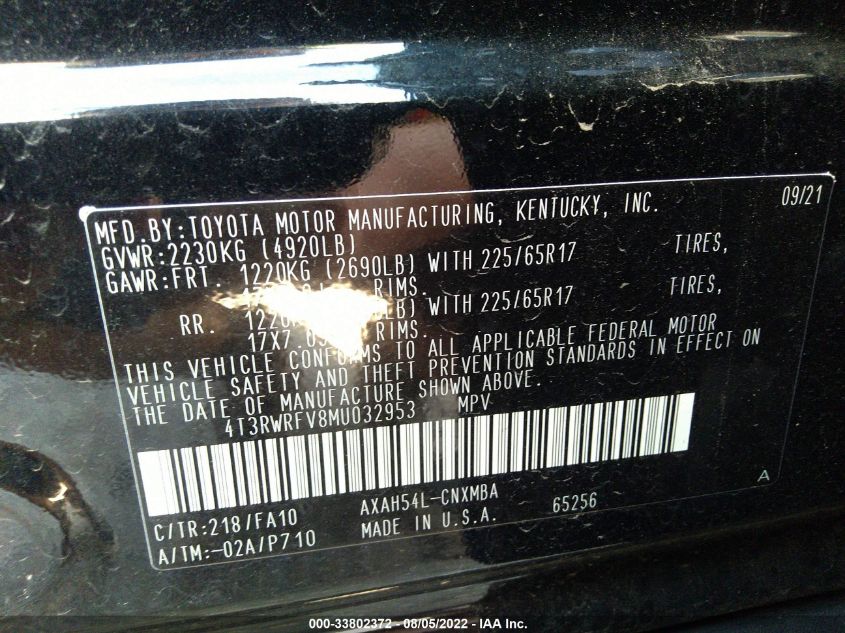 09/21
MFD.BY:TOYOTA MOTOR MANUFACTURING, KENTUCKY, INC.
GVWR:2230KG (4920LB)
GAWR:FRT. 1220KG (2690LB) WITH 225/65R17 TIRES,
RIMS.
RR. WITH 225/65R17 TIRES,
RIMS.
THIS VEHICLE CONFORMS TO ALL APPLICABLE FEDERAL MOTOR
VEHICLE SAFETY AND THEFT PREVENTION STANDARDS IN EFFECT ON
THE DATE OF MANUFACTURE SHOWN ABOVE.
4T3RWRFV8MU032953 MPV
A
C/TR:218/FA10 AXAH54L-CNXMBA
A/TM:-02A/P710 MADE IN U.S.A. 65256
000-33802372 - 08/05/2022 - © IAA Inc.